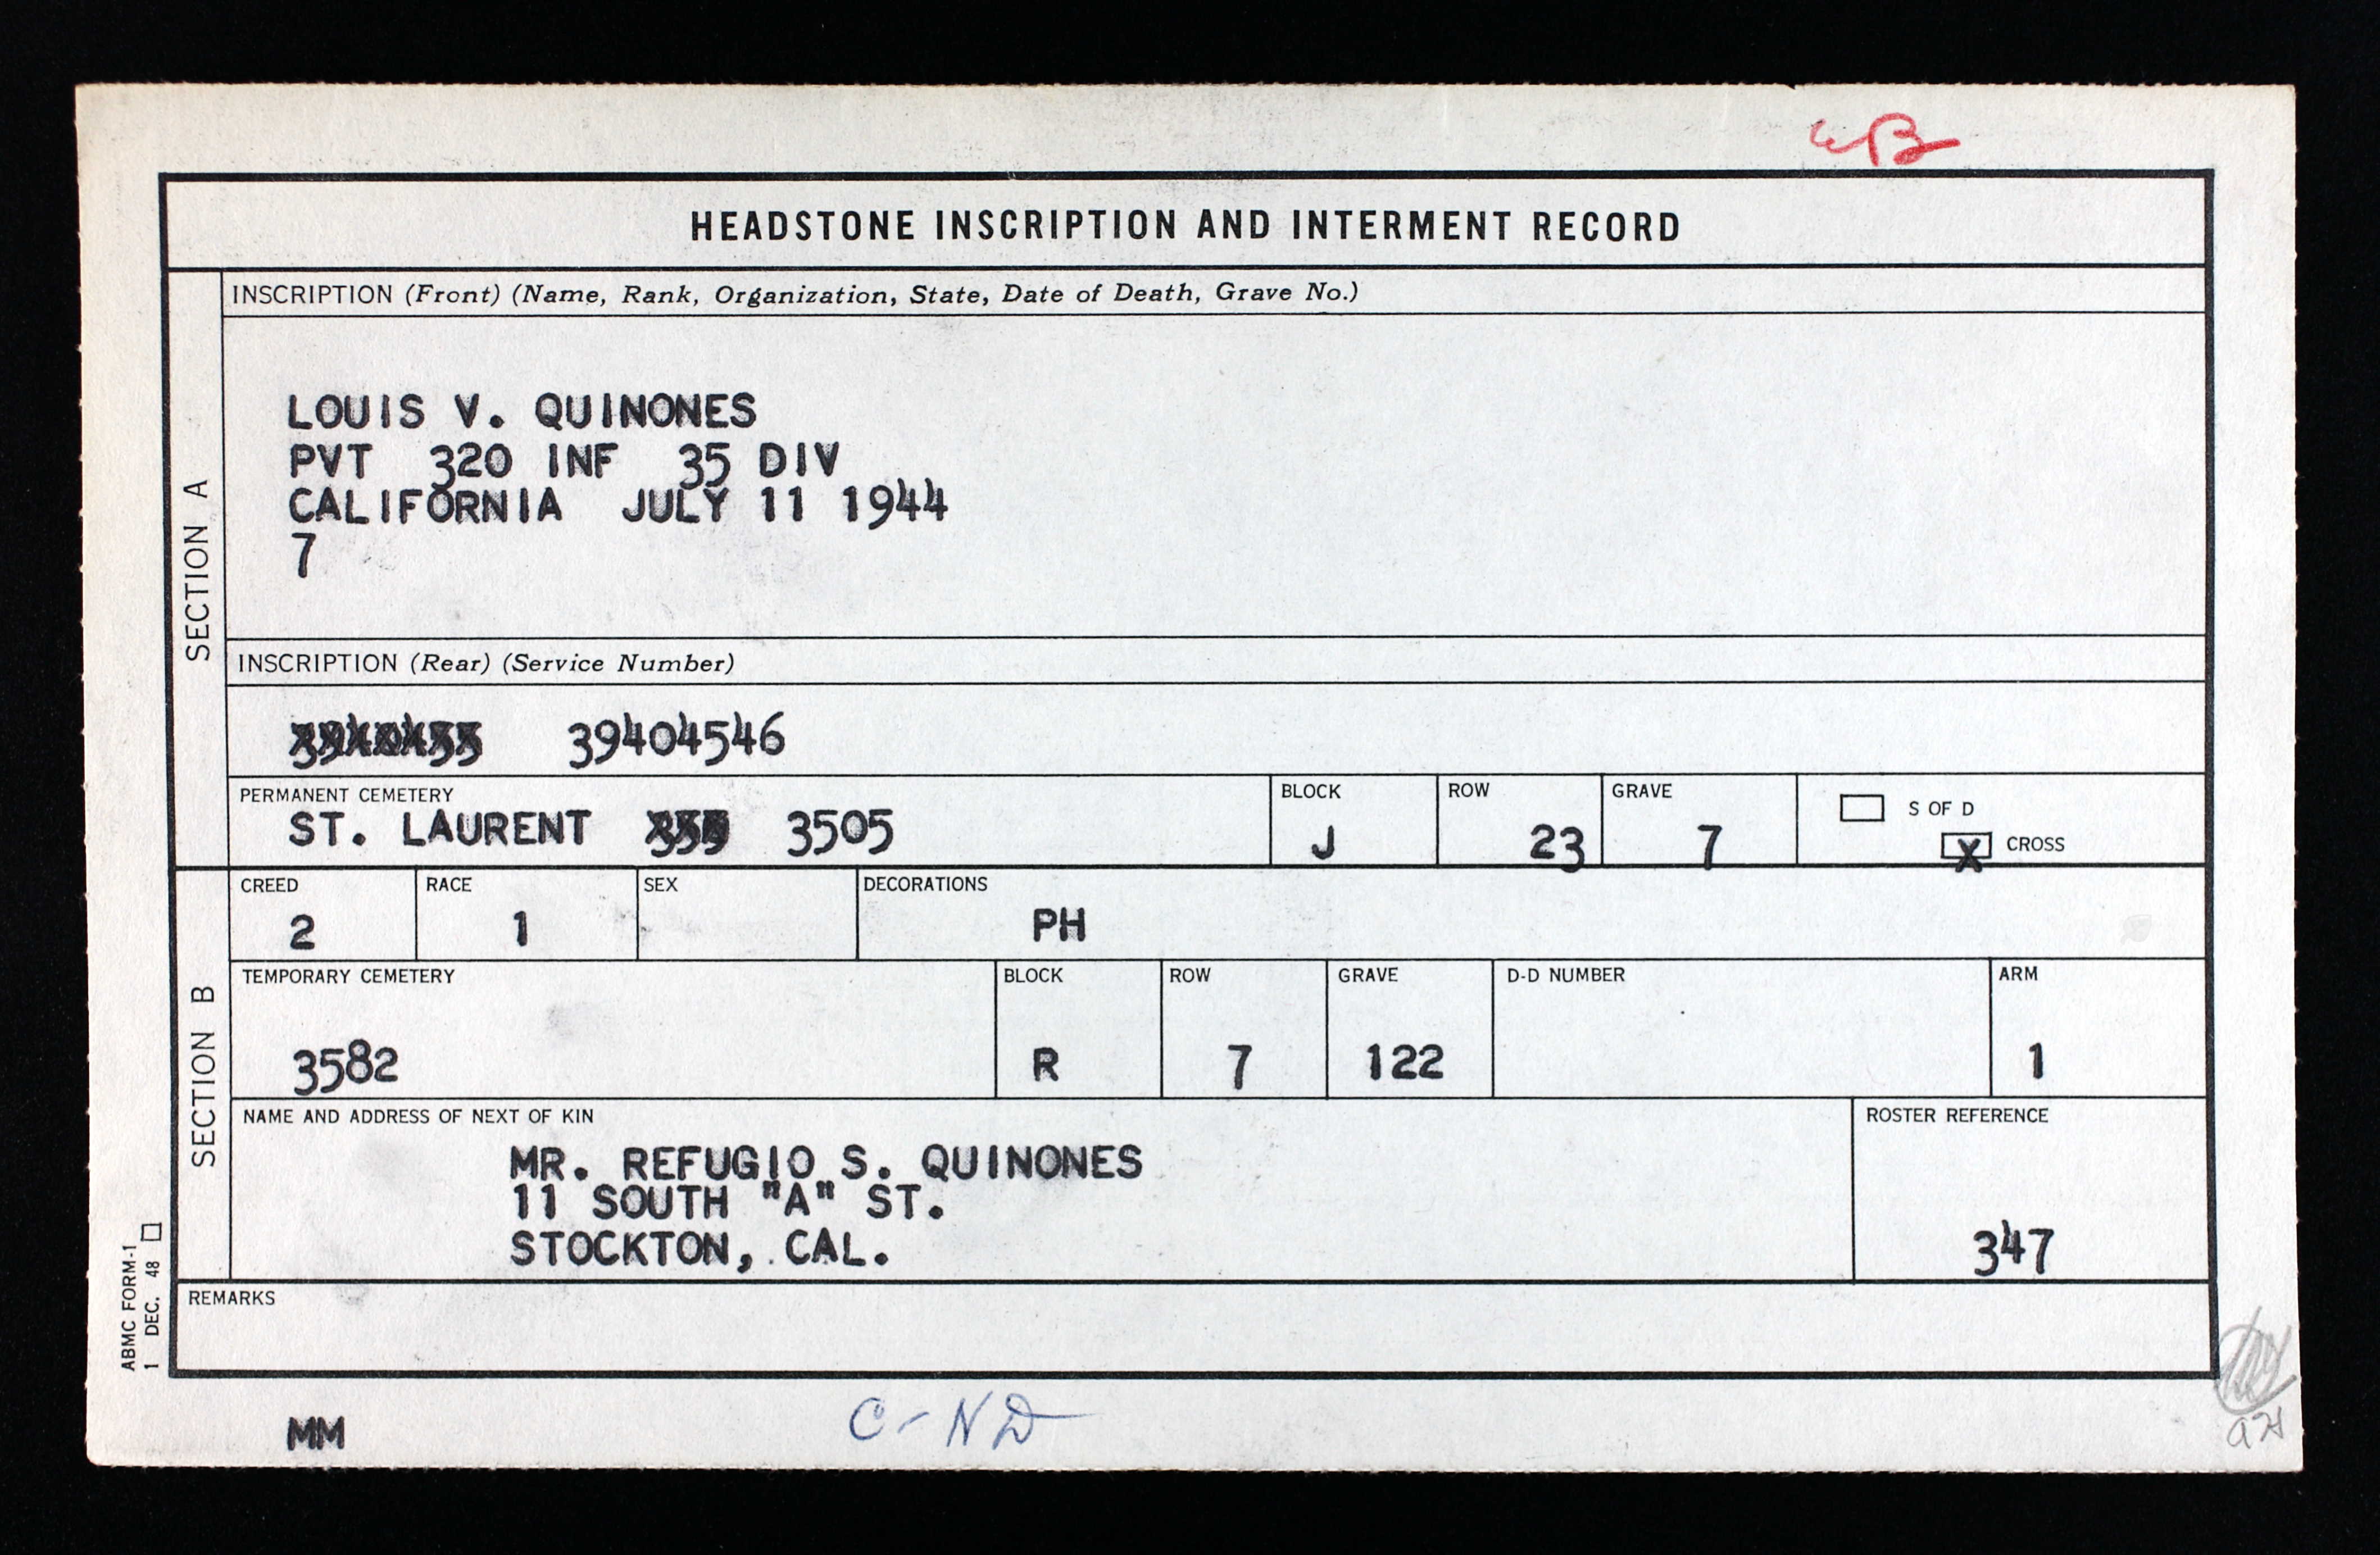 HEADSTONE INSCRIPTION AND INTERMENT RECORD
SECTION A
INSCRIPTION (Front) (Name, Rank, Organization, State, Date of Death, Grave No.)
LOUIS V. QUINONES
PVT 320 INF 35 DIV
CALIFORNIA JULY 11 1944
7
INSCRIPTION (Rear) (Service Number)
39404546
PERMANENT CEMETERY
ST. LAURENT 3505
BLOCK
J
ROW
23
GRAVE
7
S OF D
X CROSS
SECTION B
CREED
2
RACE
1
SEX
DECORATIONS
PH
TEMPORARY CEMETERY
3582
BLOCK
R
ROW
7
GRAVE
122
D-D NUMBER
ARM
1
NAME AND ADDRESS OF NEXT OF KIN
MR. REFUGIO S. QUINONES
11 SOUTH "A" ST.
STOCKTON, CAL.
ROSTER REFERENCE
347
REMARKS
ABMC FORM-1
1 DEC. 48
MM
C-ND